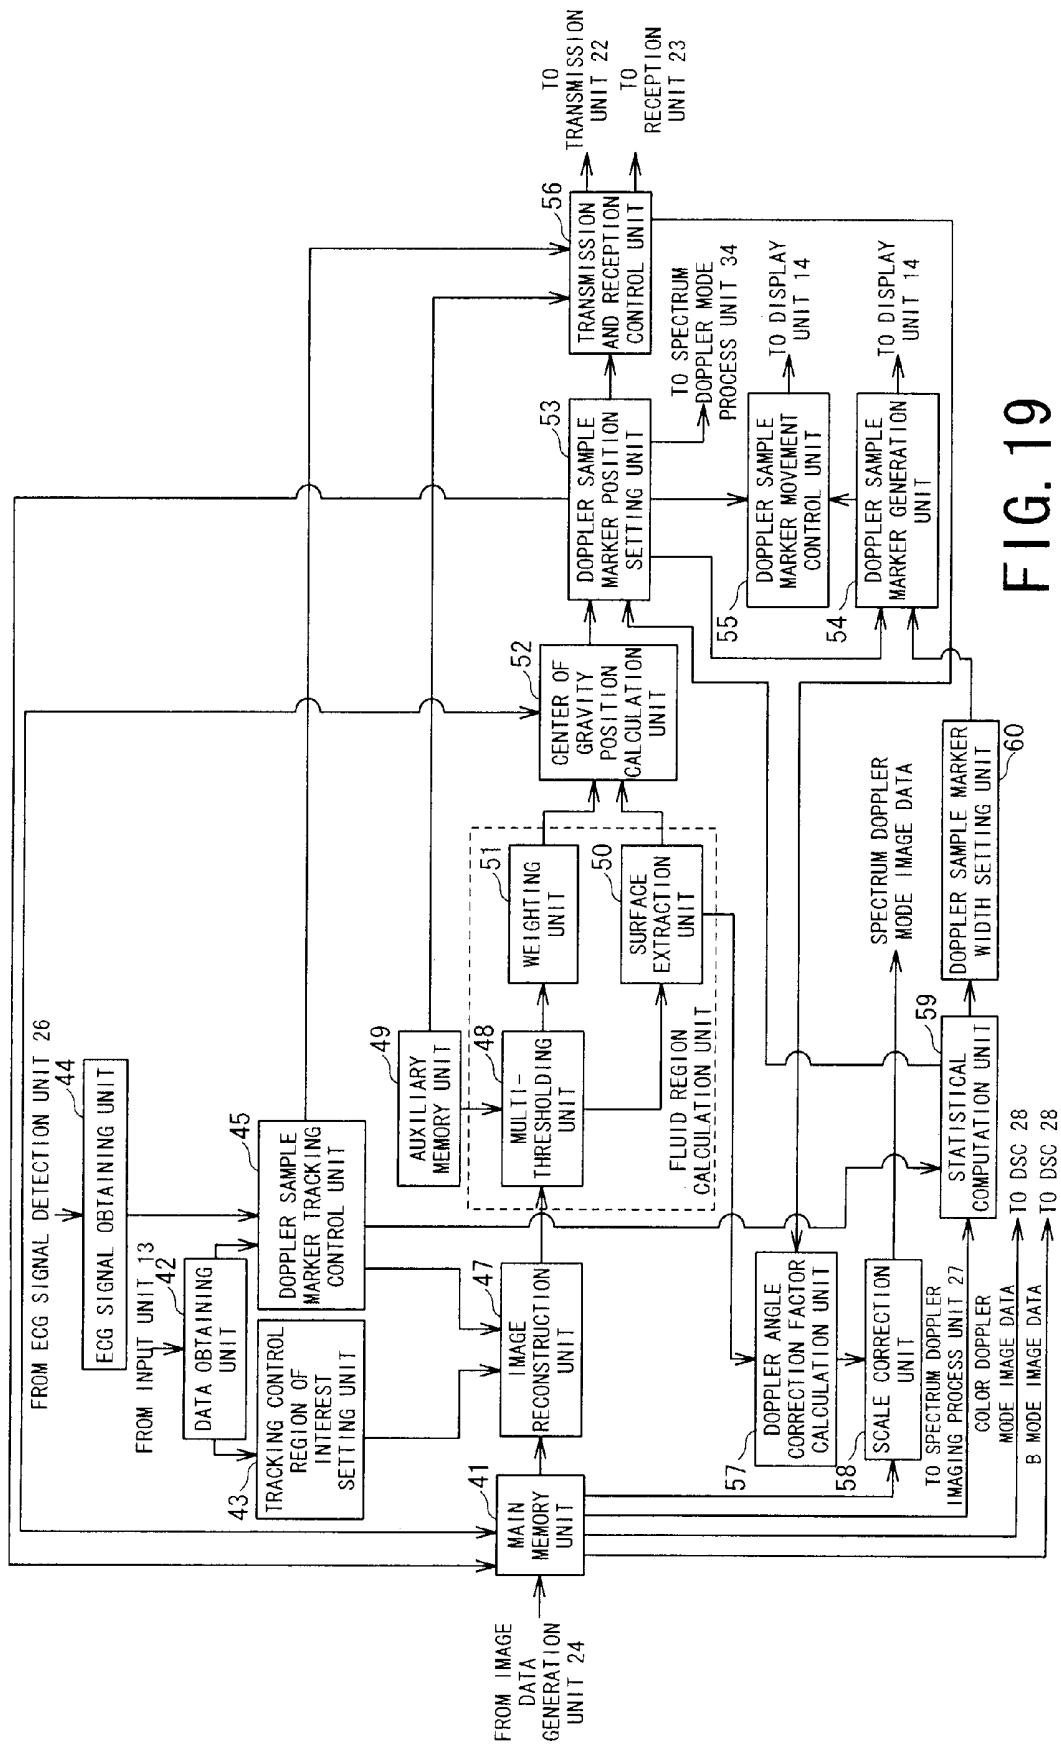 FROM ECG SIGNAL DETECTION UNIT 26
44
ECG SIGNAL OBTAINING UNIT
FROM INPUT UNIT 13
42
DATA OBTAINING
UNIT
43
TRACKING CONTROL
REGION OF
INTEREST
SETTING UNIT
45
DOPPLER SAMPLE
MARKER TRACKING
CONTROL UNIT
FROM IMAGE
DATA
GENERATION
UNIT 24
41
MAIN
MEMORY
UNIT
47
IMAGE
RECONSTRUCTION
UNIT
49
AUXILIARY
MEMORY UNIT
48
MULTI-
THRESHOLDING
UNIT
51
WEIGHTING
UNIT
50
SURFACE
EXTRACTION
UNIT
FLUID REGION
CALCULATION UNIT
52
CENTER OF
GRAVITY
POSITION
CALCULATION
UNIT
53
DOPPLER SAMPLE
MARKER POSITION
SETTING UNIT
56
TRANSMISSION
AND RECEPTION
CONTROL UNIT
TO
TRANSMISSION
UNIT 22
TO
RECEPTION
UNIT 23
TO SPECTRUM
DOPPLER MODE
PROCESS UNIT 34
55
DOPPLER SAMPLE
MARKER MOVEMENT
CONTROL UNIT
TO DISPLAY
UNIT 14
54
DOPPLER SAMPLE
MARKER GENERATION
UNIT
TO DISPLAY
UNIT 14
57
DOPPLER ANGLE
CORRECTION FACTOR
CALCULATION UNIT
58
SCALE CORRECTION
UNIT
SPECTRUM DOPPLER
MODE IMAGE DATA
TO SPECTRUM DOPPLER
IMAGING PROCESS UNIT 27
59
STATISTICAL
COMPUTATION UNIT
60
DOPPLER SAMPLE MARKER
WIDTH SETTING UNIT
COLOR DOPPLER
MODE IMAGE DATA
TO DSC 28
B MODE IMAGE DATA
TO DSC 28
FIG. 19